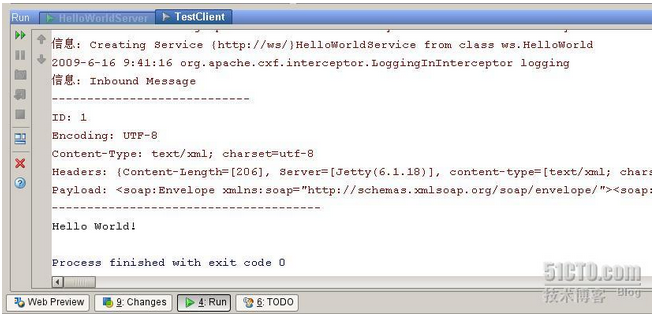 Run HelloWorldServer TestClient
信息: Creating Service {http://ws/}HelloWorldService from class ws.HelloWorld
2009-6-16 9:41:16 org.apache.cxf.interceptor.LoggingInInterceptor logging
信息: Inbound Message
----------------------------
ID: 1
Encoding: UTF-8
Content-Type: text/xml; charset=utf-8
Headers: {Content-Length=[206], Server=[Jetty(6.1.18)], content-type=[text/xml; chars
Payload: <soap:Envelope xmlns:soap="http://schemas.xmlsoap.org/soap/envelope/"><soap:
--------------------------------------
Hello World!
Process finished with exit code 0
51CTO.com
技术博客 Blog
Web Preview 9: Changes 4: Run 6: TODO